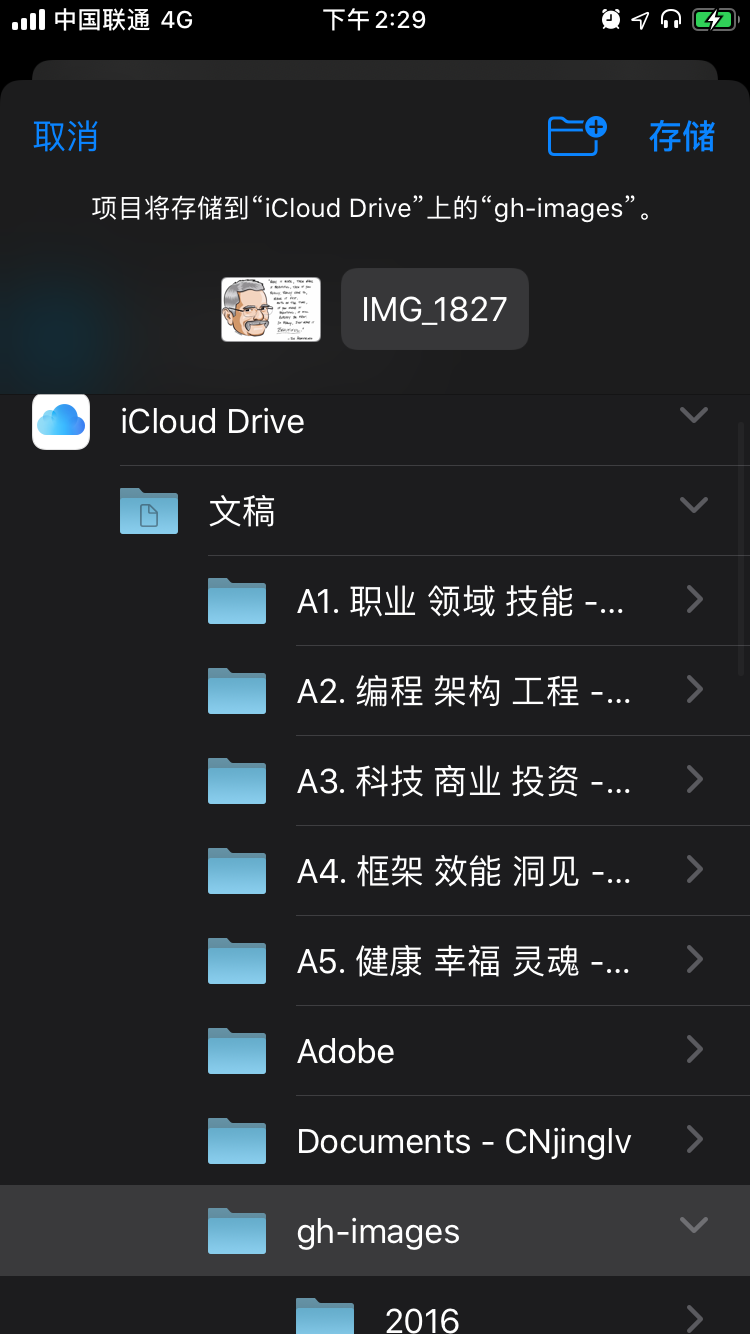 中国联通 4G 下午2:29
取消 存储
项目将存储到“iCloud Drive”上的“gh-images”。
IMG_1827
iCloud Drive
文稿
A1. 职业 领域 技能 -...
A2. 编程 架构 工程 -...
A3. 科技 商业 投资 -...
A4. 框架 效能 洞见 -...
A5. 健康 幸福 灵魂 -...
Adobe
Documents - CNjinglv
gh-images
2016